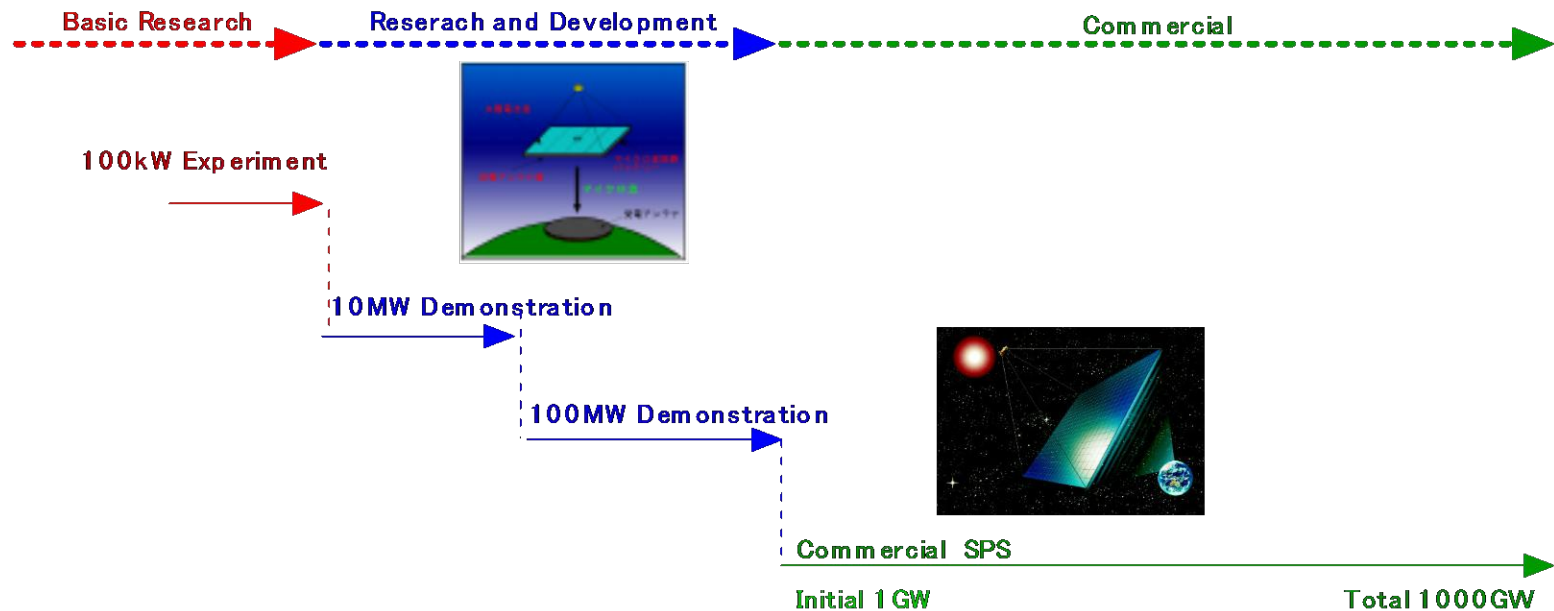 Basic Research
Reserach and Development
Commercial
100kW Experiment
10MW Demonstration
100MW Demonstration
Commercial SPS
Initial 1GW
Total 1000GW